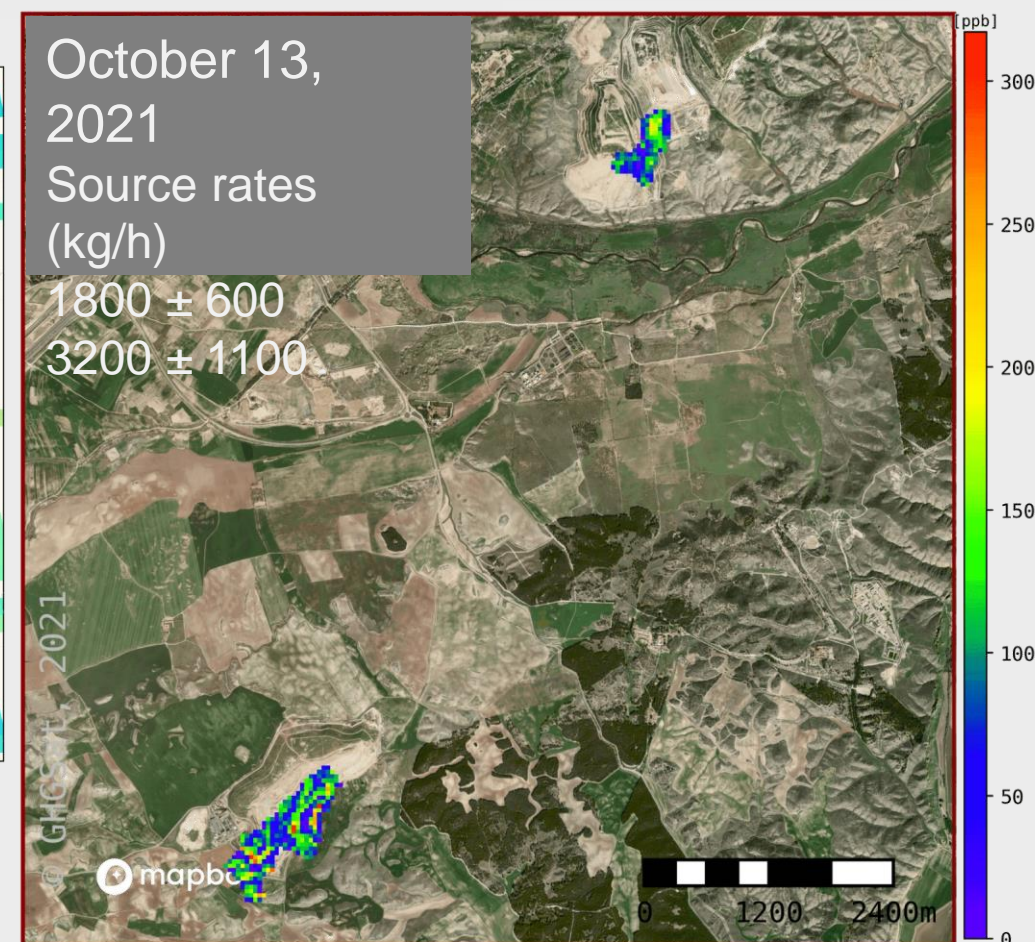 October 13,
2021
Source rates
(kg/h)
1800 ± 600
3200 ± 1100
[ppb]
300
250
200
150
100
50
0
© GHGSat, 2021
mapbo
0 1200 2400m